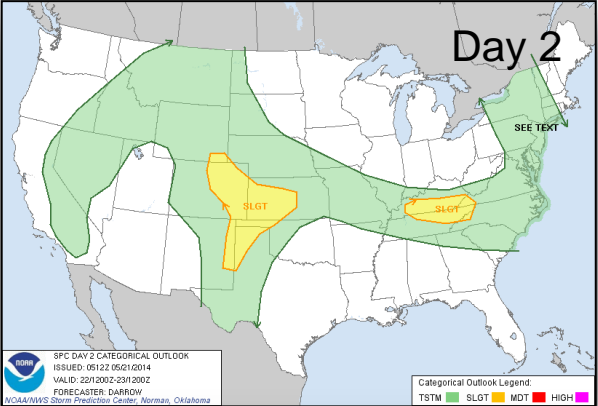 Day 2
SEE TEXT
SLGT
SLGT
NOAA
SPC DAY 2 CATEGORICAL OUTLOOK
ISSUED: 0512Z 05/21/2014
VALID: 22/1200Z-23/1200Z
FORECASTER: DARROW
NOAA/NWS Storm Prediction Center, Norman, Oklahoma
Categorical Outlook Legend:
TSTM SLGT MDT HIGH